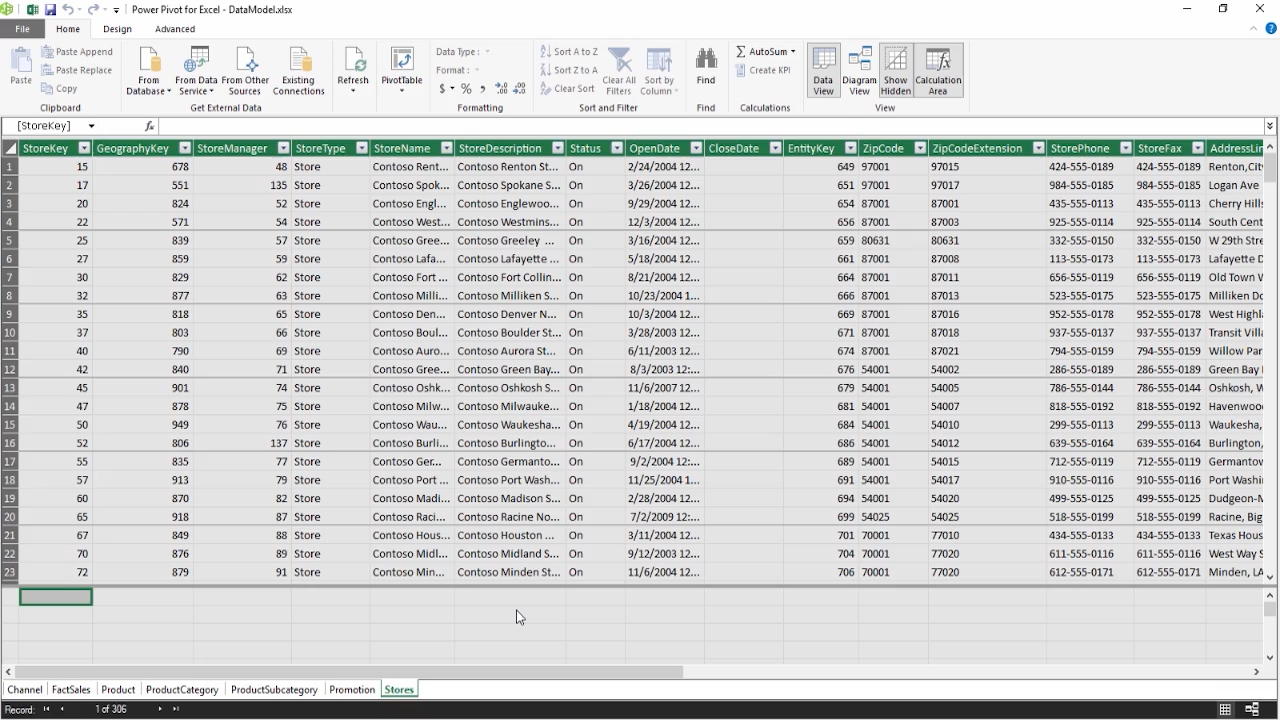 Power Pivot for Excel - DataModel.xlsx
File Home Design Advanced
Paste Paste Append Paste Replace Copy
Clipboard
From Database From Data Service From Other Sources Existing Connections
Get External Data
Refresh
PivotTable
Data Type : Format : $ % ,
Formatting
Sort A to Z Sort Z to A Clear Sort Clear All Filters Sort by Column
Sort and Filter
Find
Find
AutoSum Create KPI
Calculations
Data View Diagram View Show Hidden Calculation Area
View
[StoreKey] fx
StoreKey GeographyKey StoreManager StoreType StoreName StoreDescription Status OpenDate CloseDate EntityKey ZipCode ZipCodeExtension StorePhone StoreFax AddressLin
1 15 678 48 Store Contoso Rent... Contoso Renton St... On 2/24/2004 12... 649 97001 97015 424-555-0189 424-555-0189 Renton,Cit
2 17 551 135 Store Contoso Spok... Contoso Spokane S... On 3/26/2004 12... 651 97001 97017 984-555-0185 984-555-0185 Logan Ave
3 20 824 52 Store Contoso Engl... Contoso Englewoo... On 9/29/2004 12... 654 87001 87001 435-555-0113 435-555-0113 Cherry Hills
4 22 571 54 Store Contoso West... Contoso Westmins... On 12/3/2004 12... 656 87001 87003 925-555-0114 925-555-0114 South Cent
5 25 839 57 Store Contoso Gree... Contoso Greeley ... On 3/16/2004 12... 659 80631 80631 332-555-0150 332-555-0150 W 29th Stre
6 27 859 59 Store Contoso Lafa... Contoso Lafayette ... On 5/18/2004 12... 661 87001 87008 113-555-0173 113-555-0173 Lafayette D
7 30 829 62 Store Contoso Fort ... Contoso Fort Collin... On 8/21/2004 12... 664 87001 87011 656-555-0119 656-555-0119 Old Town W
8 32 877 63 Store Contoso Milli... Contoso Milliken S... On 10/23/2004 1... 666 87001 87013 523-555-0175 523-555-0175 Milliken Do
9 35 818 65 Store Contoso Den... Contoso Denver N... On 10/3/2004 12... 669 87001 87016 952-555-0178 952-555-0178 West Highl
10 37 803 66 Store Contoso Boul... Contoso Boulder St... On 3/28/2003 12... 671 87001 87018 733-555-0137 733-555-0137 Transit Villa
11 40 790 69 Store Contoso Auro... Contoso Aurora St... On 6/11/2003 12... 674 87001 87021 754-555-0159 754-555-0159 Willow Par
12 42 840 71 Store Contoso Gree... Contoso Green Bay... On 8/3/2003 12:... 676 54001 54002 286-555-0189 286-555-0189 Green Bay
13 45 901 74 Store Contoso Oshk... Contoso Oshkosh S... On 11/6/2007 12... 679 54001 54005 786-555-0144 786-555-0144 Oshkosh, W
14 47 878 75 Store Contoso Milw... Contoso Milwauke... On 1/18/2004 12... 681 54001 54007 818-555-0192 818-555-0192 Havenwood
15 50 949 76 Store Contoso Wau... Contoso Waukesha... On 4/19/2004 12... 684 54001 54010 299-555-0113 299-555-0113 Waukesha,
16 52 806 137 Store Contoso Burli... Contoso Burlingto... On 6/17/2004 12... 686 54001 54012 639-555-0164 639-555-0164 Burlington,
17 55 835 77 Store Contoso Ger... Contoso Germanto... On 9/2/2004 12:... 689 54001 54015 712-555-0119 712-555-0119 Germantow
18 57 913 79 Store Contoso Port ... Contoso Port Wash... On 11/25/2004 1... 691 54001 54017 910-555-0116 910-555-0116 Port Washin
19 60 870 82 Store Contoso Madi... Contoso Madison S... On 2/28/2004 12... 694 54001 54020 499-555-0125 499-555-0125 Dudgeon-M
20 65 918 87 Store Contoso Raci... Contoso Racine No... On 7/2/2009 12:... 699 54025 54025 518-555-0199 518-555-0199 Racine, Big
21 67 849 88 Store Contoso Hous... Contoso Houston ... On 3/11/2004 12... 701 70001 77010 434-555-0133 434-555-0133 Texas Hous
22 70 876 89 Store Contoso Midl... Contoso Midland S... On 9/12/2003 12... 704 70001 77020 611-555-0116 611-555-0116 West Way S
23 72 879 91 Store Contoso Min... Contoso Minden St... On 11/6/2004 12... 706 70001 77020 612-555-0171 612-555-0171 Minden, LA
Channel FactSales Product ProductCategory ProductSubcategory Promotion Stores
Record: 1 of 306